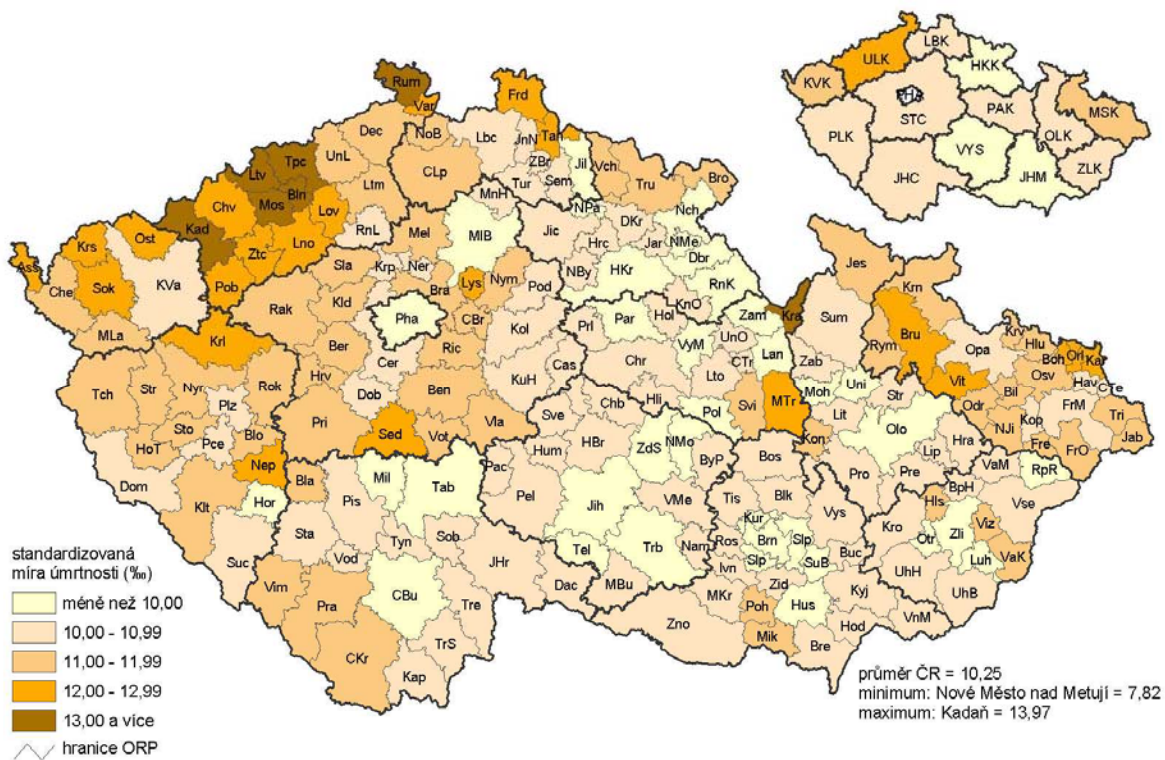 Rum
Var
Frd
Dec
NoB
Lbc
JnN
Tan
ZBr
Jil
Vch
Tru
Bro
UnL
CLp
Tur
Sem
MnH
Ltv
Tpc
Bln
Mos
Ltm
Lov
Chv
Kad
Lno
RnL
Ztc
Pob
Ost
Krs
Ass
Sok
Che
KVa
MLa
Mel
MlB
Jic
NPa
DKr
Nch
Hrc
Jar
NMe
Dbr
NBy
HKr
RnK
Sla
Krp
Ner
Lys
Nym
Bra
Pod
Rak
Kld
Pha
CBr
Kol
Ber
Cer
Ric
KuH
Cas
Krl
Hrv
Dob
Ben
Pri
Sed
Vot
Vla
Prl
Par
Hol
KnO
Zam
Kra
VyM
UnO
Lan
CTr
Chr
Lto
Hli
Svi
MTr
Pol
Jes
Krn
Sum
Bru
Rym
Opa
Krv
Hlu
Boh
Orl
Kar
Osv
Hav
CTe
Vit
Bil
Odr
FrM
Tri
NJi
Kop
Jab
Fre
FrO
Zab
Moh
Uni
Str
Lit
Olo
Kon
Lip
Hra
Pro
Pre
Tch
Str
Nyr
Rok
Plz
Sto
HoT
Pce
Blo
Nep
Dom
Klt
Hor
Suc
Bla
Mil
Tab
Pis
Sta
Vod
Tyn
Sob
JHr
Vim
Pra
CBu
Tre
TrS
CKr
Kap
Dac
Sve
Chb
Hum
HBr
ZdS
NMo
ByP
Pac
Pel
Jih
VMe
Trb
Tel
Nam
MBu
Bos
Tis
Blk
Kur
Vys
Ros
Brn
Slp
Slp
SuB
Buc
Ivn
MKr
Zid
Poh
Hus
Kyj
Zno
Mik
Bre
Hod
VnM
VaM
RpR
BpH
Vse
Kro
Hls
Otr
Zli
Viz
Luh
VaK
UhH
UhB
ULK
LBK
HKK
KVK
PHA
STC
PAK
MSK
OLK
PLK
VYS
ZLK
JHC
JHM
standardizovaná
míra úmrtnosti (‰)
méně než 10,00
10,00 - 10,99
11,00 - 11,99
12,00 - 12,99
13,00 a více
hranice ORP
průměr ČR = 10,25
minimum: Nové Město nad Metují = 7,82
maximum: Kadaň = 13,97